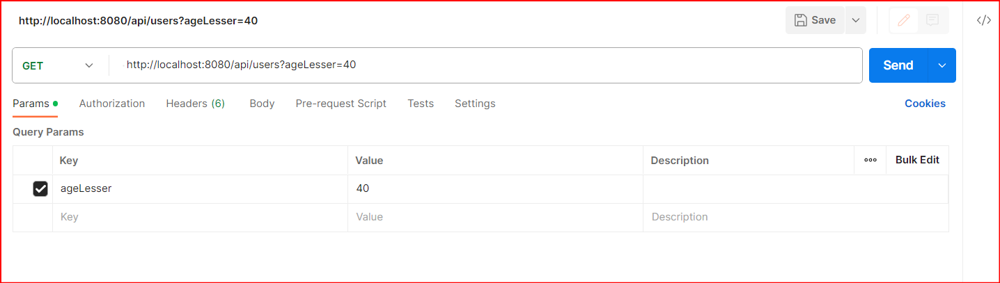 http://localhost:8080/api/users?ageLesser=40 Save </>
GET http://localhost:8080/api/users?ageLesser=40 Send
Params Authorization Headers (6) Body Pre-request Script Tests Settings Cookies
Query Params
Key Value Description Bulk Edit
ageLesser 40
Key Value Description